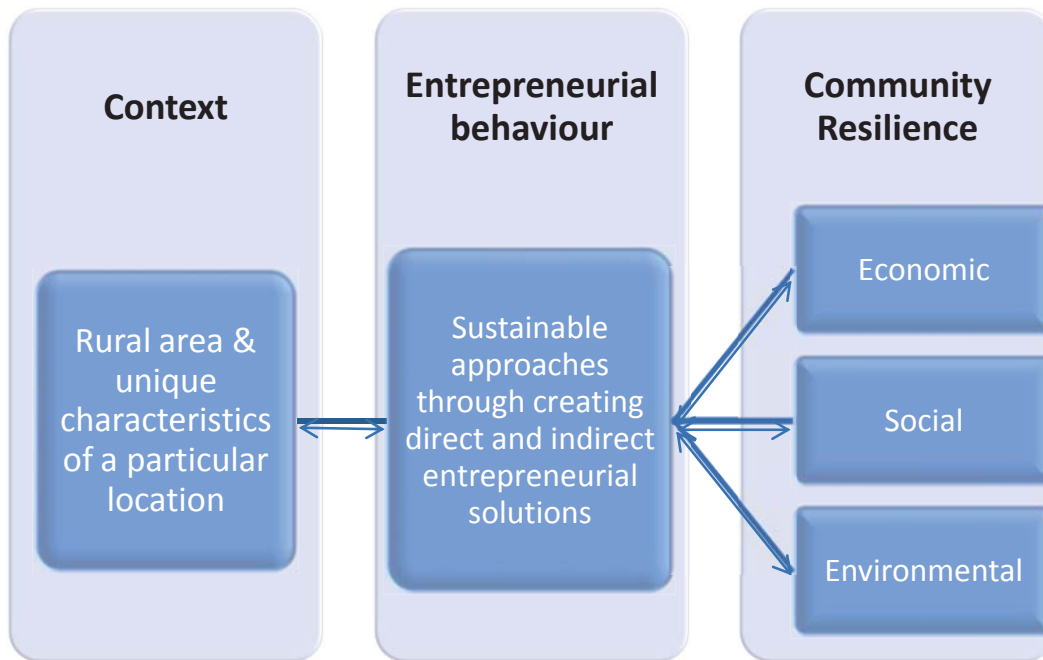 Context
Rural area &
unique
characteristics
of a particular
location
Entrepreneurial
behaviour
Sustainable
approaches
through creating
direct and indirect
entrepreneurial
solutions
Community
Resilience
Economic
Social
Environmental